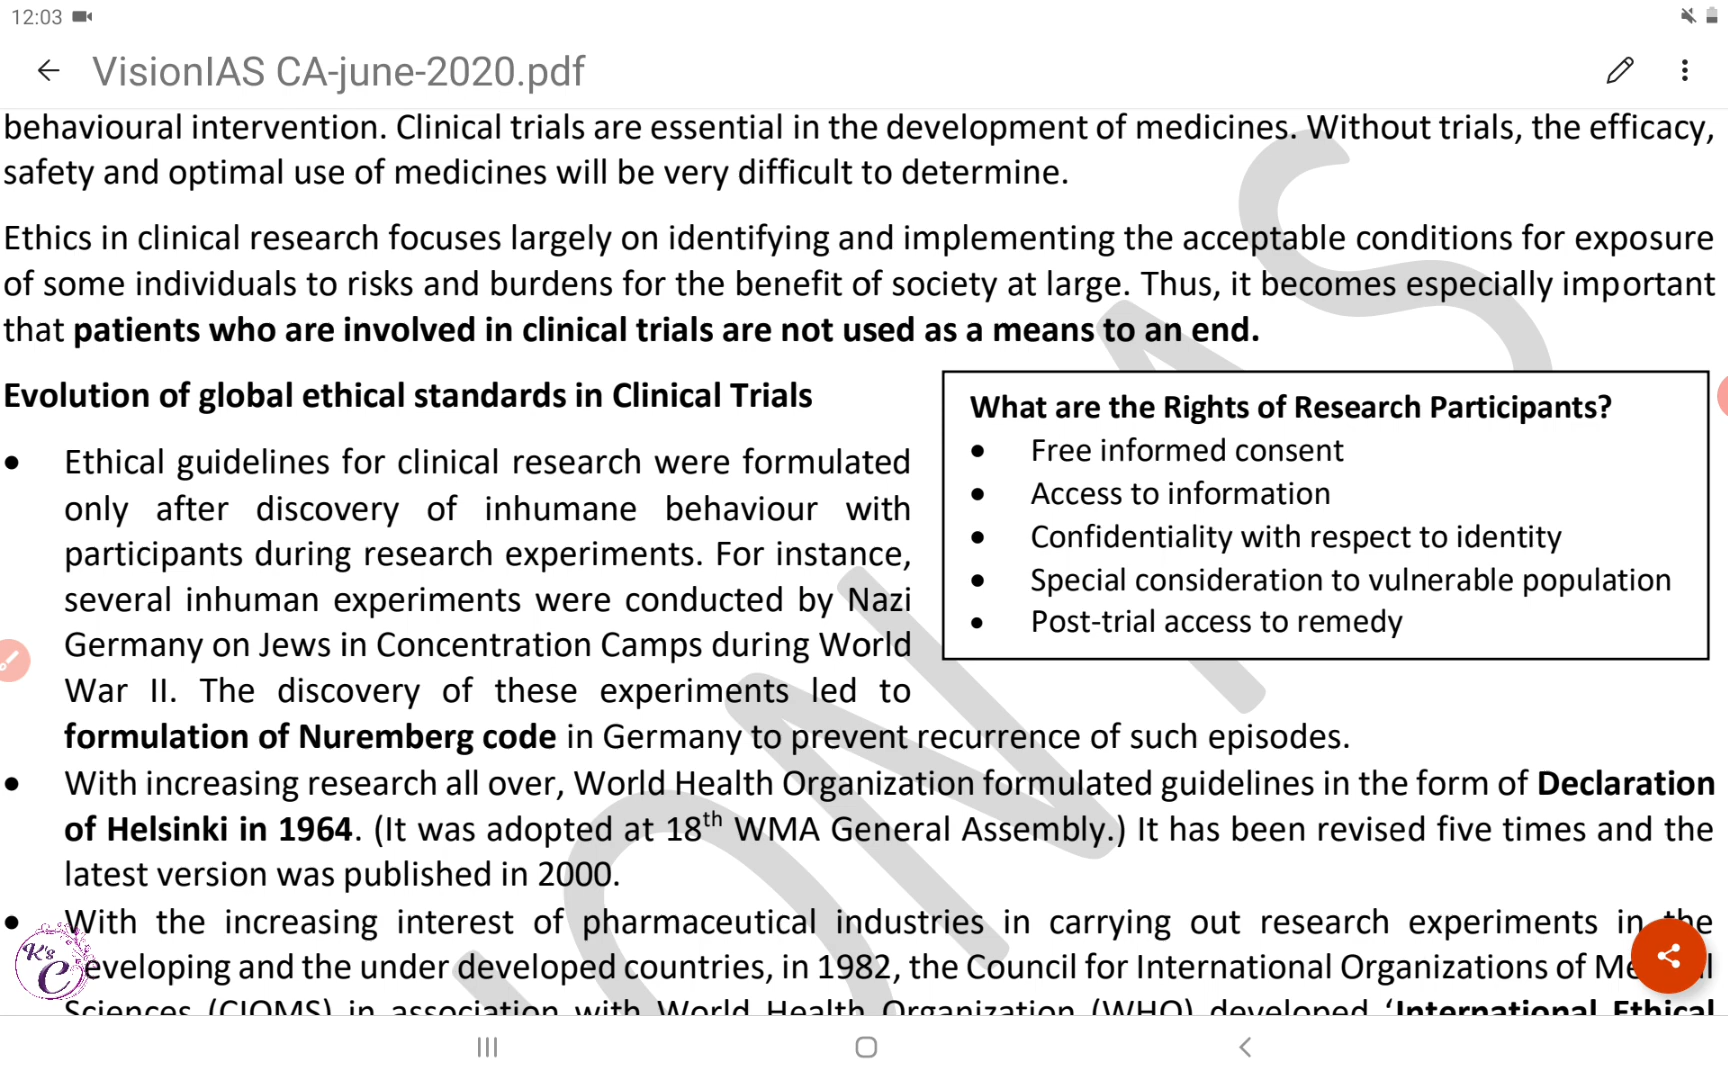 12:03
VisionIAS CA-june-2020.pdf
behavioural intervention. Clinical trials are essential in the development of medicines. Without trials, the efficacy,
safety and optimal use of medicines will be very difficult to determine.
Ethics in clinical research focuses largely on identifying and implementing the acceptable conditions for exposure
of some individuals to risks and burdens for the benefit of society at large. Thus, it becomes especially important
that patients who are involved in clinical trials are not used as a means to an end.
Evolution of global ethical standards in Clinical Trials
• Ethical guidelines for clinical research were formulated
only after discovery of inhumane behaviour with
participants during research experiments. For instance,
several inhuman experiments were conducted by Nazi
Germany on Jews in Concentration Camps during World
War II. The discovery of these experiments led to
formulation of Nuremberg code in Germany to prevent recurrence of such episodes.
What are the Rights of Research Participants?
• Free informed consent
• Access to information
• Confidentiality with respect to identity
• Special consideration to vulnerable population
• Post-trial access to remedy
• With increasing research all over, World Health Organization formulated guidelines in the form of Declaration
of Helsinki in 1964. (It was adopted at 18th WMA General Assembly.) It has been revised five times and the
latest version was published in 2000.
• With the increasing interest of pharmaceutical industries in carrying out research experiments in the
eveloping and the under developed countries, in 1982, the Council for International Organizations of Me l
Sciences (CIOMS) in association with World Health Organization (WHO) developed ‘International Ethical
K's C